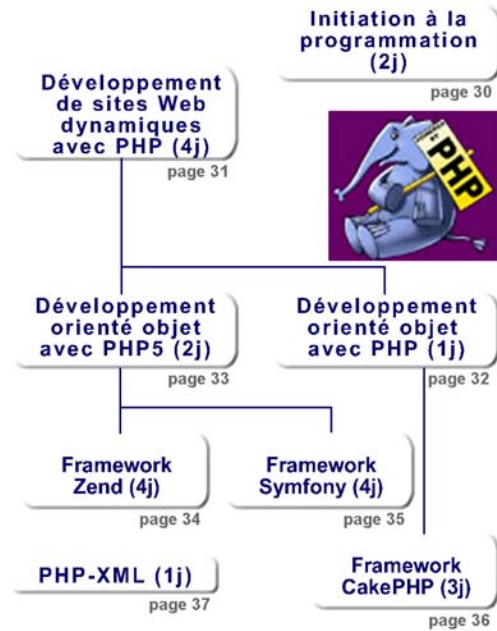 Initiation à la
programmation
(2j)
page 30
Développement
de sites Web
dynamiques
avec PHP (4j)
page 31
PHP
Développement
orienté objet
avec PHP5 (2j)
page 33
Développement
orienté objet
avec PHP (1j)
page 32
Framework
Zend (4j)
page 34
Framework
Symfony (4j)
page 35
PHP-XML (1j)
page 37
Framework
CakePHP (3j)
page 36